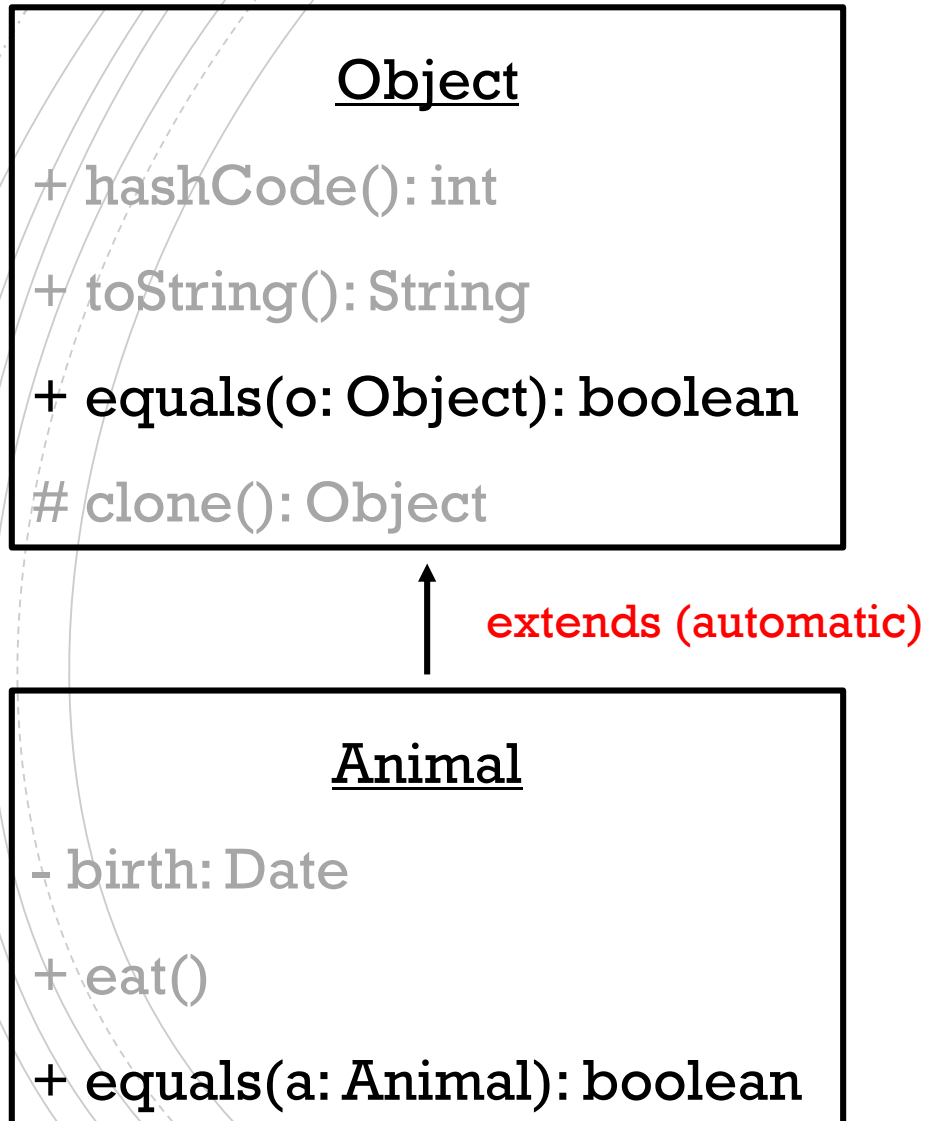 Object
+ hashCode(): int
+ toString(): String
+ equals(o: Object): boolean
# clone(): Object
extends (automatic)
Animal
- birth: Date
+ eat()
+ equals(a: Animal): boolean